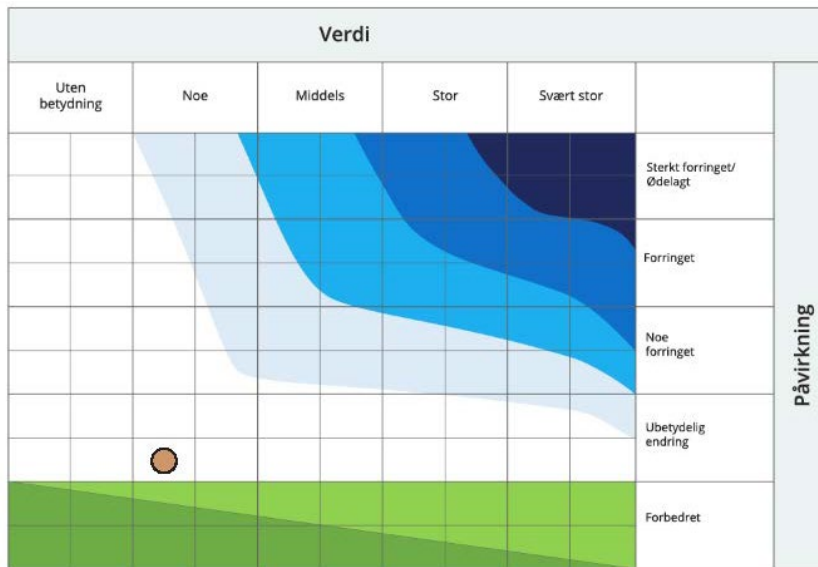 Verdi
Uten
betydning
Noe
Middels
Stor
Svært stor
Sterkt forringet/
Ødelagt
Forringet
Noe
forringet
Ubetydelig
endring
Forbedret
Påvirkning